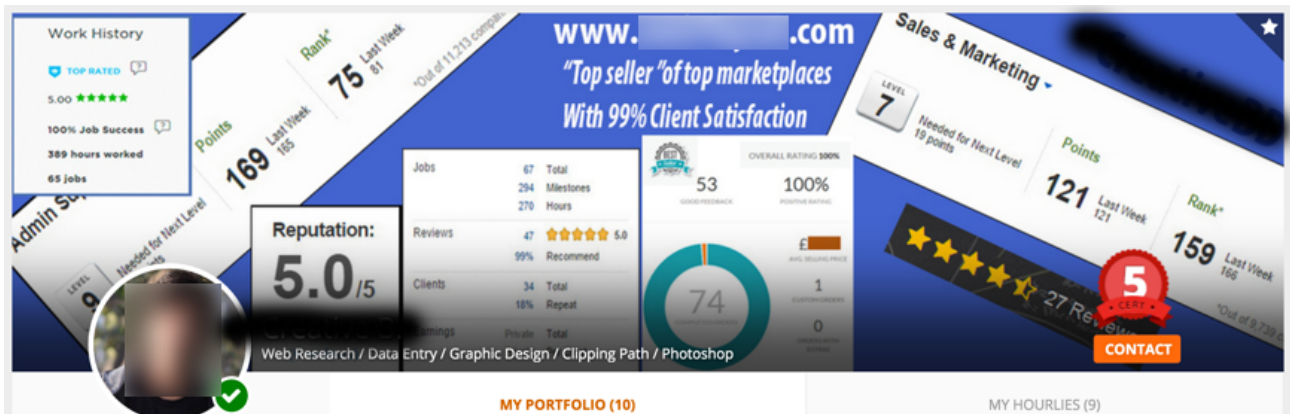 Work History
TOP RATED
5.00
100% Job Success
389 hours worked
65 jobs
Rank*
75 Last Week
81
*Out of 11,213
Points
169 Last Week
165
Needed for Next Level
LEVEL
9
www. .com
“Top seller ”of top marketplaces
With 99% Client Satisfaction
Reputation:
5.0/5
Jobs 67 Total
294 Milestones
270 Hours
Reviews 47 5.0
99% Recommend
Clients 34 Total
18% Repeat
Private Total
BEST
Seller
OVERALL RATING 100%
53
GOOD FEEDBACK
100%
POSITIVE RATING
£
AVG. SELLING PRICE
74
1
CUSTOM ORDERS
0
Sales & Marketing
LEVEL
7
Needed for Next Level
19 points
Points
121 Last Week
121
Rank*
159 Last Week
166
*Out of 9,739
27 Reviews
5
CERT
CONTACT
Web Research / Data Entry / Graphic Design / Clipping Path / Photoshop
MY PORTFOLIO (10)
MY HOURLIES (9)